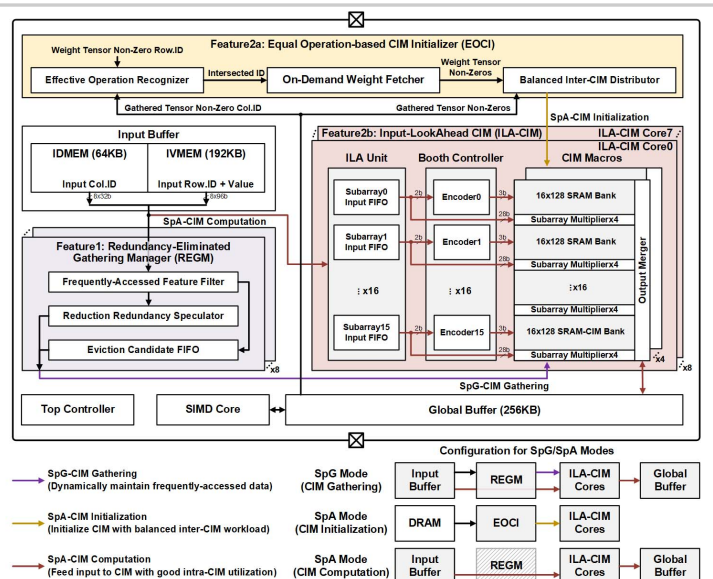 Feature2a: Equal Operation-based CIM Initializer (EOCI)
Weight Tensor Non-Zero Row.ID
Effective Operation Recognizer
Intersected ID
On-Demand Weight Fetcher
Weight Tensor
Non-Zeros
Balanced Inter-CIM Distributor
Gathered Tensor Non-Zero Col.ID
Gathered Tensor Non-Zeros
SpA-CIM Initialization
Input Buffer
IDMEM (64KB)
IVMEM (192KB)
Input Col.ID
Input Row.ID + Value
8x32b
8x96b
SpA-CIM Computation
Feature1: Redundancy-Eliminated
Gathering Manager (REGM)
Frequently-Accessed Feature Filter
Reduction Redundancy Speculator
Eviction Candidate FIFO
x8
Feature2b: Input-LookAhead CIM (ILA-CIM)
ILA-CIM Core7
ILA-CIM Core0
ILA Unit
Booth Controller
CIM Macros
Subarray0
Input FIFO
2b
Encoder0
3b
16x128 SRAM Bank
28b
Subarray Multiplierx4
Subarray1
Input FIFO
2b
Encoder1
3b
16x128 SRAM Bank
28b
Subarray Multiplierx4
⋮x16
⋮x16
⋮x16
Subarray Multiplierx4
Subarray15
Input FIFO
2b
Encoder15
3b
16x128 SRAM-CIM Bank
28b
Subarray Multiplierx4
Output Merger
x4
x8
SpG-CIM Gathering
Top Controller
SIMD Core
Global Buffer (256KB)
Configuration for SpG/SpA Modes
SpG-CIM Gathering
(Dynamically maintain frequently-accessed data)
SpG Mode
(CIM Gathering)
Input
Buffer
REGM
ILA-CIM
Cores
Global
Buffer
SpA-CIM Initialization
(Initialize CIM with balanced inter-CIM workload)
SpA Mode
(CIM Initialization)
DRAM
EOCI
ILA-CIM
Cores
SpA-CIM Computation
(Feed input to CIM with good intra-CIM utilization)
SpA Mode
(CIM Computation)
Input
Buffer
REGM
ILA-CIM
Cores
Global
Buffer